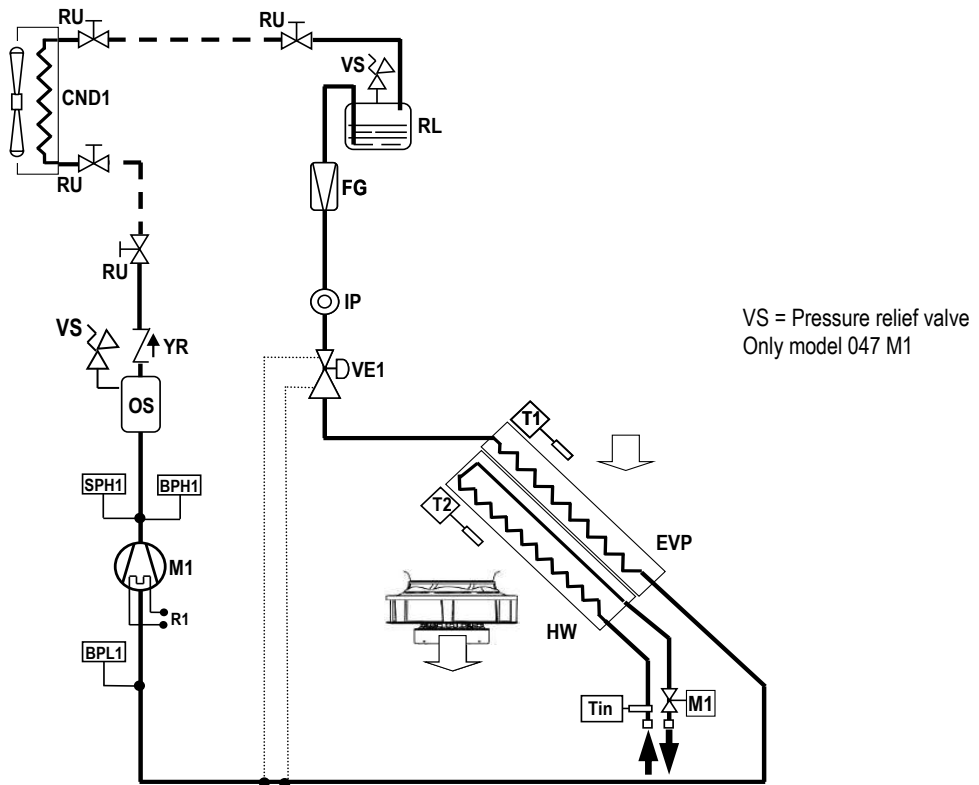 RU
RU
VS
CND1
RL
RU
FG
RU
IP
VS = Pressure relief valve
Only model 047 M1
VS
YR
VE1
OS
T1
SPH1
BPH1
T2
EVP
M1
R1
HW
BPL1
Tin
M1